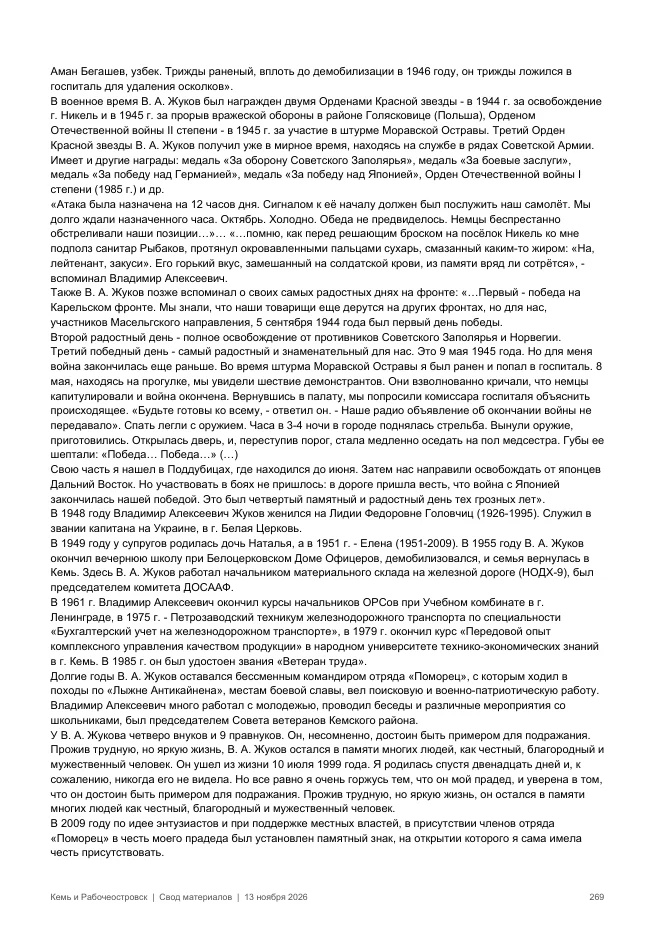 Аман Бегашев, узбек. Трижды раненый, вплоть до демобилизации в 1946 году, он трижды ложился в
госпиталь для удаления осколков».
В военное время В. А. Жуков был награжден двумя Орденами Красной звезды - в 1944 г. за освобождение
г. Никель и в 1945 г. за прорыв вражеской обороны в районе Голясковице (Польша), Орденом
Отечественной войны II степени - в 1945 г. за участие в штурме Моравской Остравы. Третий Орден
Красной звезды В. А. Жуков получил уже в мирное время, находясь на службе в рядах Советской Армии.
Имеет и другие награды: медаль «За оборону Советского Заполярья», медаль «За боевые заслуги»,
медаль «За победу над Германией», медаль «За победу над Японией», Орден Отечественной войны I
степени (1985 г.) и др.
«Атака была назначена на 12 часов дня. Сигналом к её началу должен был послужить наш самолёт. Мы
долго ждали назначенного часа. Октябрь. Холодно. Обеда не предвиделось. Немцы беспрестанно
обстреливали наши позиции…»… «…помню, как перед решающим броском на посёлок Никель ко мне
подполз санитар Рыбаков, протянул окровавленными пальцами сухарь, смазанный каким-то жиром: «На,
лейтенант, закуси». Его горький вкус, замешанный на солдатской крови, из памяти вряд ли сотрётся», -
вспоминал Владимир Алексеевич.
Также В. А. Жуков позже вспоминал о своих самых радостных днях на фронте: «…Первый - победа на
Карельском фронте. Мы знали, что наши товарищи еще дерутся на других фронтах, но для нас,
участников Масельгского направления, 5 сентября 1944 года был первый день победы.
Второй радостный день - полное освобождение от противников Советского Заполярья и Норвегии.
Третий победный день - самый радостный и знаменательный для нас. Это 9 мая 1945 года. Но для меня
война закончилась еще раньше. Во время штурма Моравской Остравы я был ранен и попал в госпиталь. 8
мая, находясь на прогулке, мы увидели шествие демонстрантов. Они взволнованно кричали, что немцы
капитулировали и война окончена. Вернувшись в палату, мы попросили комиссара госпиталя объяснить
происходящее. «Будьте готовы ко всему, - ответил он. - Наше радио объявление об окончании войны не
передавало». Спать легли с оружием. Часа в 3-4 ночи в городе поднялась стрельба. Вынули оружие,
приготовились. Открылась дверь, и, переступив порог, стала медленно оседать на пол медсестра. Губы ее
шептали: «Победа… Победа…» (…)
Свою часть я нашел в Поддубицах, где находился до июня. Затем нас направили освобождать от японцев
Дальний Восток. Но участвовать в боях не пришлось: в дороге пришла весть, что война с Японией
закончилась нашей победой. Это был четвертый памятный и радостный день тех грозных лет».
В 1948 году Владимир Алексеевич Жуков женился на Лидии Федоровне Головчиц (1926-1995). Служил в
звании капитана на Украине, в г. Белая Церковь.
В 1949 году у супругов родилась дочь Наталья, а в 1951 г. - Елена (1951-2009). В 1955 году В. А. Жуков
окончил вечернюю школу при Белоцерковском Доме Офицеров, демобилизовался, и семья вернулась в
Кемь. Здесь В. А. Жуков работал начальником материального склада на железной дороге (НОДХ-9), был
председателем комитета ДОСААФ.
В 1961 г. Владимир Алексеевич окончил курсы начальников ОРСов при Учебном комбинате в г.
Ленинграде, в 1975 г. - Петрозаводский техникум железнодорожного транспорта по специальности
«Бухгалтерский учет на железнодорожном транспорте», в 1979 г. окончил курс «Передовой опыт
комплексного управления качеством продукции» в народном университете технико-экономических знаний
в г. Кемь. В 1985 г. он был удостоен звания «Ветеран труда».
Долгие годы В. А. Жуков оставался бессменным командиром отряда «Поморец», с которым ходил в
походы по «Лыжне Антикайнена», местам боевой славы, вел поисковую и военно-патриотическую работу.
Владимир Алексеевич много работал с молодежью, проводил беседы и различные мероприятия со
школьниками, был председателем Совета ветеранов Кемского района.
У В. А. Жукова четверо внуков и 9 правнуков. Он, несомненно, достоин быть примером для подражания.
Прожив трудную, но яркую жизнь, В. А. Жуков остался в памяти многих людей, как честный, благородный и
мужественный человек. Он ушел из жизни 10 июля 1999 года. Я родилась спустя двенадцать дней и, к
сожалению, никогда его не видела. Но все равно я очень горжусь тем, что он мой прадед, и уверена в том,
что он достоин быть примером для подражания. Прожив трудную, но яркую жизнь, он остался в памяти
многих людей как честный, благородный и мужественный человек.
В 2009 году по идее энтузиастов и при поддержке местных властей, в присутствии членов отряда
«Поморец» в честь моего прадеда был установлен памятный знак, на открытии которого я сама имела
честь присутствовать.
Кемь и Рабочеостровск | Свод материалов | 13 ноября 2026
269